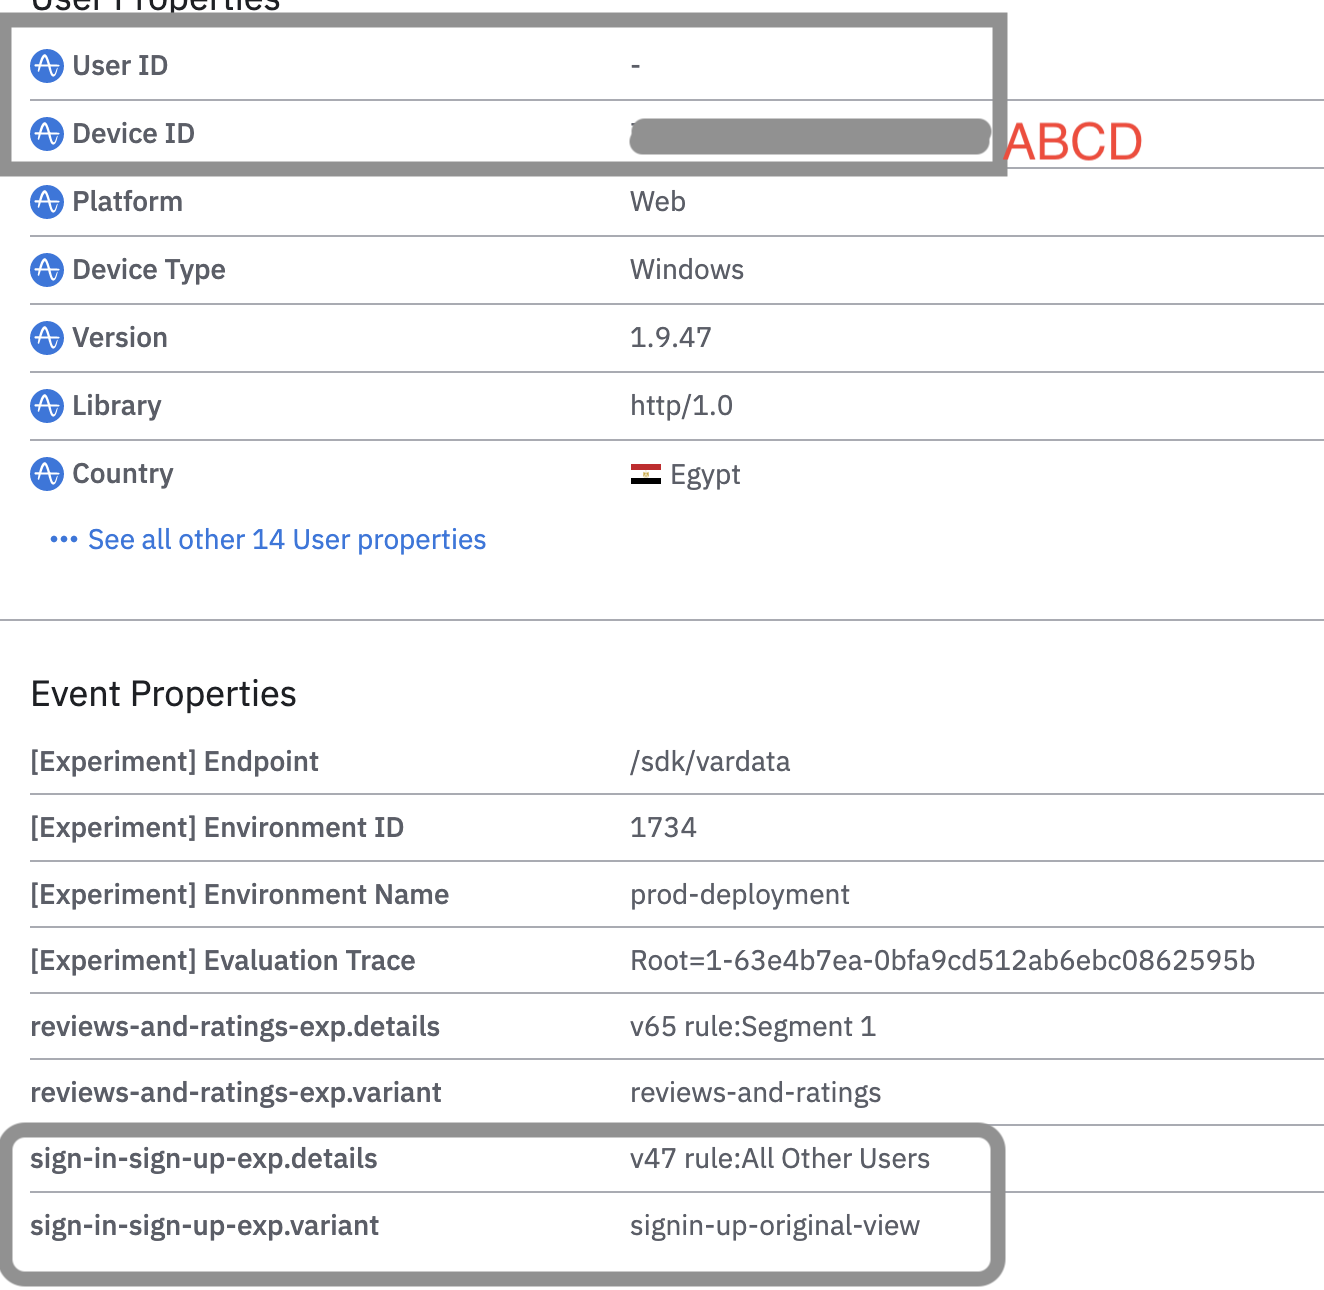 User Properties
User ID -
Device ID ABCD
Platform Web
Device Type Windows
Version 1.9.47
Library http/1.0
Country Egypt
••• See all other 14 User properties
Event Properties
[Experiment] Endpoint /sdk/vardata
[Experiment] Environment ID 1734
[Experiment] Environment Name prod-deployment
[Experiment] Evaluation Trace Root=1-63e4b7ea-0bfa9cd512ab6ebc0862595b
reviews-and-ratings-exp.details v65 rule:Segment 1
reviews-and-ratings-exp.variant reviews-and-ratings
sign-in-sign-up-exp.details v47 rule:All Other Users
sign-in-sign-up-exp.variant signin-up-original-view